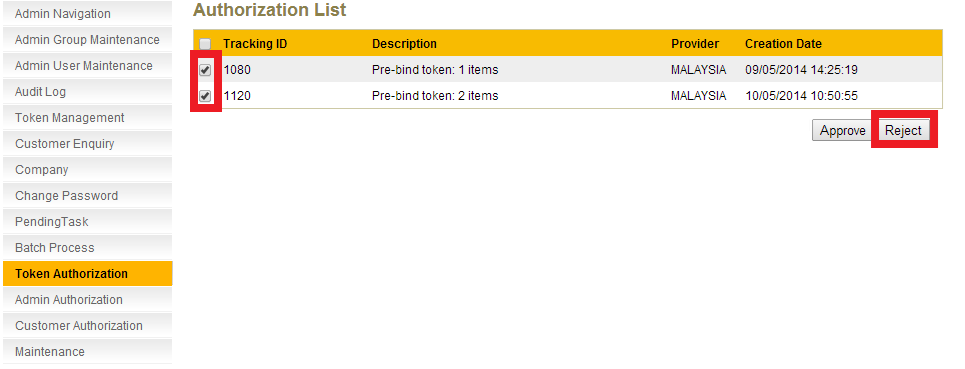 Admin Navigation
Admin Group Maintenance
Admin User Maintenance
Audit Log
Token Management
Customer Enquiry
Company
Change Password
PendingTask
Batch Process
Token Authorization
Admin Authorization
Customer Authorization
Maintenance
Authorization List
Tracking ID Description Provider Creation Date
1080 Pre-bind token: 1 items MALAYSIA 09/05/2014 14:25:19
1120 Pre-bind token: 2 items MALAYSIA 10/05/2014 10:50:55
Approve Reject